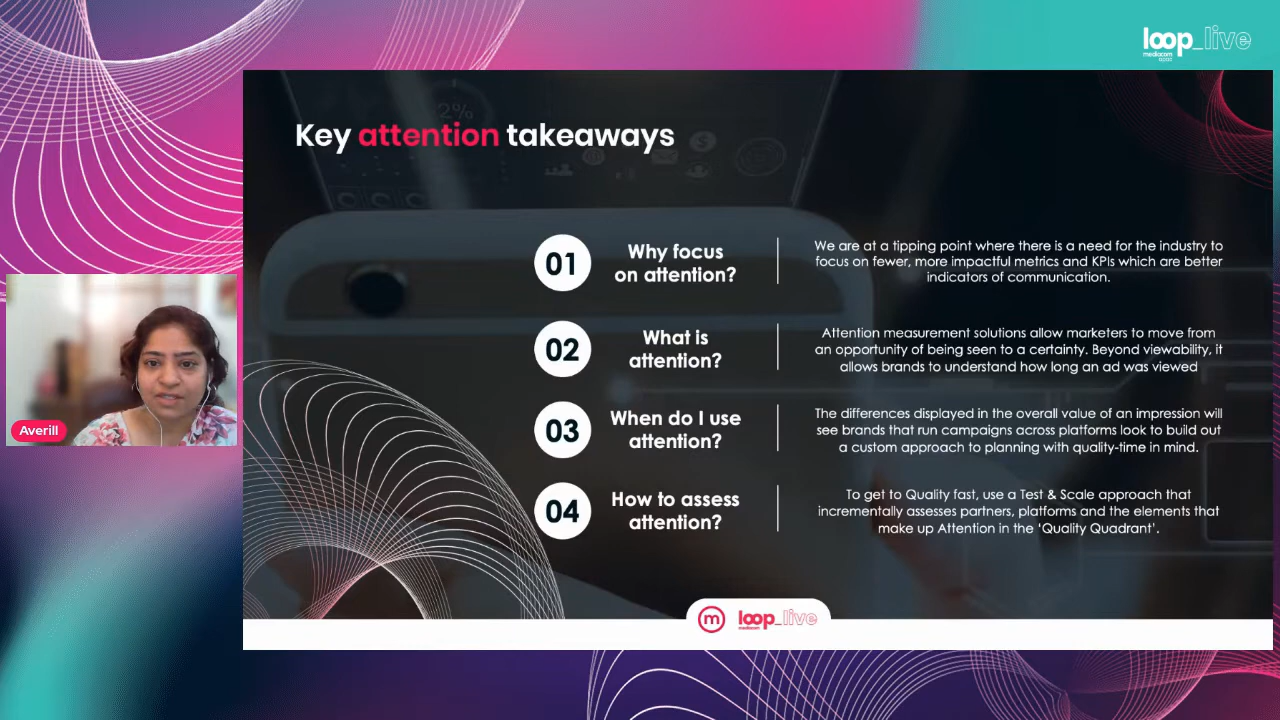 loop_live
mediacom
apac
2%
Key attention takeaways
01
Why focus
on attention?
We are at a tipping point where there is a need for the industry to
focus on fewer, more impactful metrics and KPIs which are better
indicators of communication.
02
What is
attention?
Attention measurement solutions allow marketers to move from
an opportunity of being seen to a certainty. Beyond viewability, it
allows brands to understand how long an ad was viewed
03
When do I use
attention?
The differences displayed in the overall value of an impression will
see brands that run campaigns across platforms look to build out
a custom approach to planning with quality-time in mind.
04
How to assess
attention?
To get to Quality fast, use a Test & Scale approach that
incrementally assesses partners, platforms and the elements that
make up Attention in the ‘Quality Quadrant’.
Averill
m loop_live
mediacom